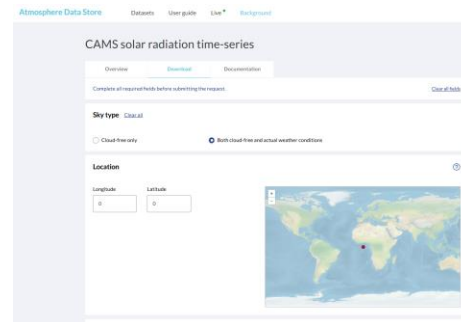 Atmosphere Data Store Datasets User guide Live Background
CAMS solar radiation time-series
Overview Download Documentation
Complete all required fields before submitting the request. Clear all fields
Sky type Clear all
Cloud-free only Both cloud-free and actual weather conditions
Location
Longitude Latitude
0 0